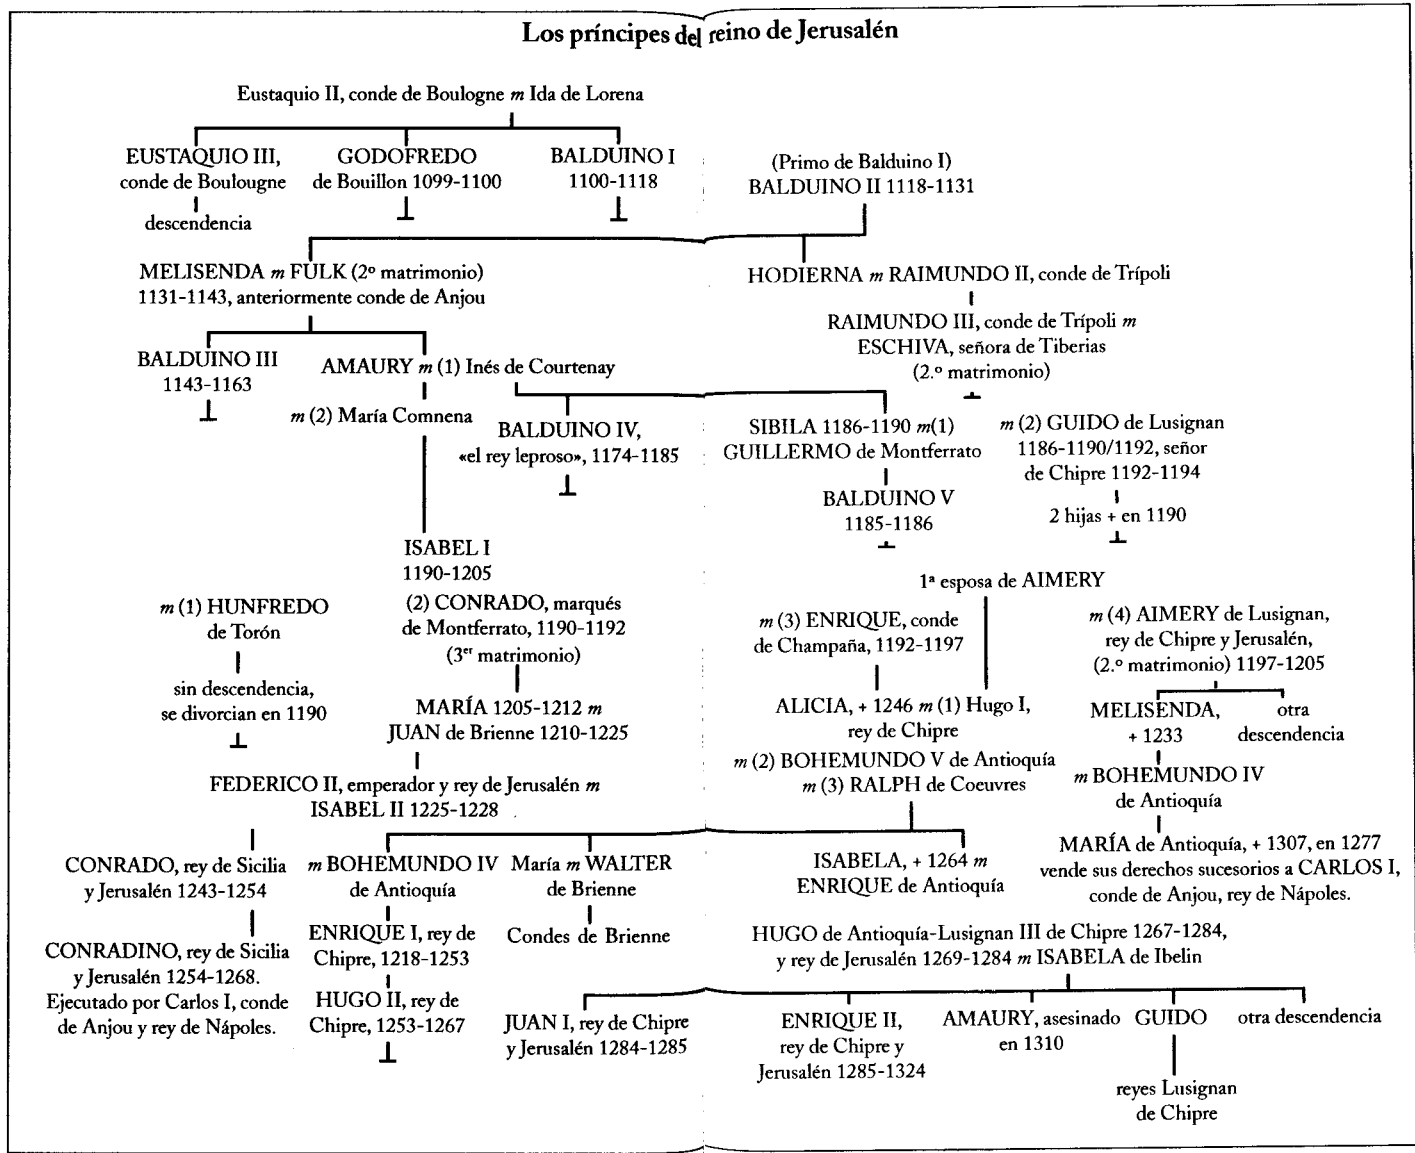 Los príncipes del reino de Jerusalén
Eustaquio II, conde de Boulogne m Ida de Lorena
EUSTAQUIO III,
conde de Boulougne
descendencia
GODOFREDO
de Bouillon 1099-1100
BALDUINO I
1100-1118
(Primo de Balduino I)
BALDUINO II 1118-1131
MELISENDA m FULK (2º matrimonio)
1131-1143, anteriormente conde de Anjou
HODIERNA m RAIMUNDO II, conde de Trípoli
RAIMUNDO III, conde de Trípoli m
ESCHIVA, señora de Tiberias
(2.º matrimonio)
BALDUINO III
1143-1163
AMAURY m (1) Inés de Courtenay
m (2) María Comnena
BALDUINO IV,
«el rey leproso», 1174-1185
SIBILA 1186-1190 m(1)
GUILLERMO de Montferrato
m (2) GUIDO de Lusignan
1186-1190/1192, señor
de Chipre 1192-1194
BALDUINO V
1185-1186
2 hijas + en 1190
ISABEL I
1190-1205
1ª esposa de AIMERY
m (1) HUNFREDO
de Torón
sin descendencia,
se divorcian en 1190
(2) CONRADO, marqués
de Montferrato, 1190-1192
(3er matrimonio)
m (3) ENRIQUE, conde
de Champaña, 1192-1197
m (4) AIMERY de Lusignan,
rey de Chipre y Jerusalén,
(2.º matrimonio) 1197-1205
MARÍA 1205-1212 m
JUAN de Brienne 1210-1225
ALICIA, + 1246 m (1) Hugo I,
rey de Chipre
m (2) BOHEMUNDO V de Antioquía
m (3) RALPH de Coeuvres
MELISENDA,
+ 1233
otra
descendencia
m BOHEMUNDO IV
de Antioquía
FEDERICO II, emperador y rey de Jerusalén m
ISABEL II 1225-1228
MARÍA de Antioquía, + 1307, en 1277
vende sus derechos sucesorios a CARLOS I,
conde de Anjou, rey de Nápoles.
CONRADO, rey de Sicilia
y Jerusalén 1243-1254
m BOHEMUNDO IV
de Antioquía
María m WALTER
de Brienne
ISABELA, + 1264 m
ENRIQUE de Antioquía
CONRADINO, rey de Sicilia
y Jerusalén 1254-1268.
Ejecutado por Carlos I, conde
de Anjou y rey de Nápoles.
ENRIQUE I, rey de
Chipre, 1218-1253
Condes de Brienne
HUGO de Antioquía-Lusignan III de Chipre 1267-1284,
y rey de Jerusalén 1269-1284 m ISABELA de Ibelin
HUGO II, rey de
Chipre, 1253-1267
JUAN I, rey de Chipre
y Jerusalén 1284-1285
ENRIQUE II,
rey de Chipre y
Jerusalén 1285-1324
AMAURY, asesinado
en 1310
GUIDO
otra descendencia
reyes Lusignan
de Chipre